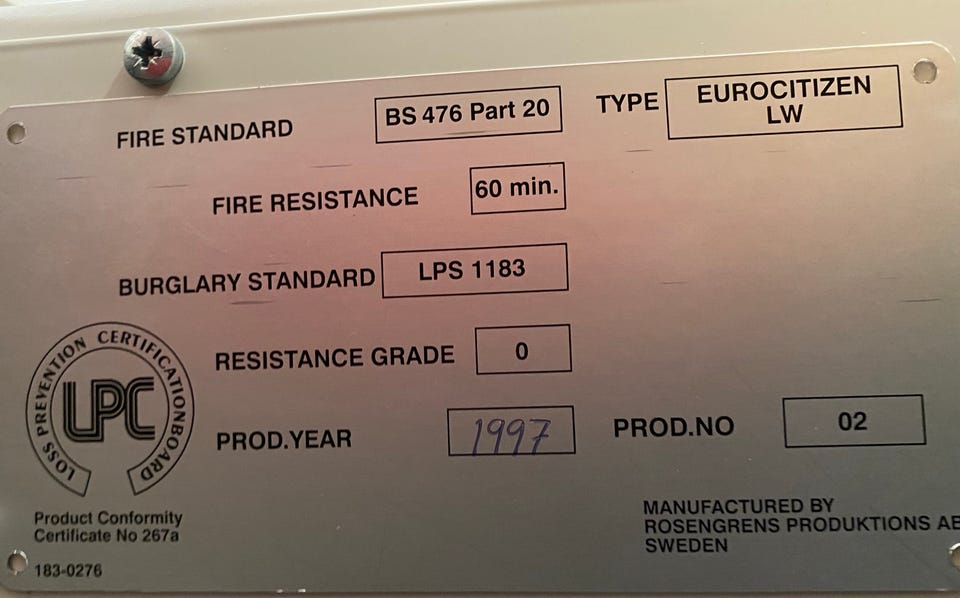 FIRE STANDARD BS 476 Part 20 TYPE EUROCITIZEN LW
FIRE RESISTANCE 60 min.
BURGLARY STANDARD LPS 1183
RESISTANCE GRADE 0
PROD.YEAR 1997 PROD.NO 02
LOSS PREVENTION CERTIFICATION BOARD
LPC
Product Conformity
Certificate No 267a
183-0276
MANUFACTURED BY
ROSENGRENS PRODUKTIONS AB
SWEDEN